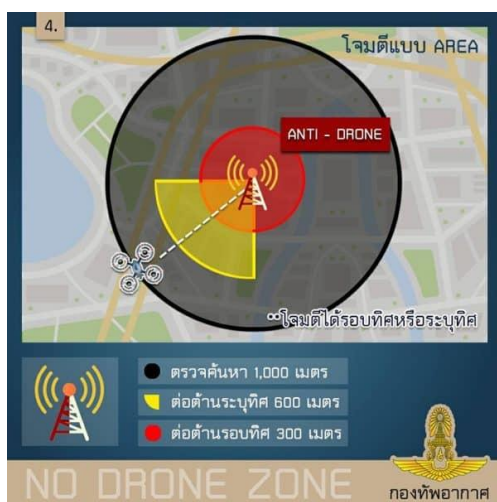 4.
โจมตีแบบ AREA
ANTI - DRONE
**โจมตีได้รอบทิศหรือระบุทิศ
ตรวจค้นหา 1,000 เมตร
ต่อต้านระบุทิศ 600 เมตร
ต่อต้านรอบทิศ 300 เมตร
NO DRONE ZONE
กองทัพอากาศ